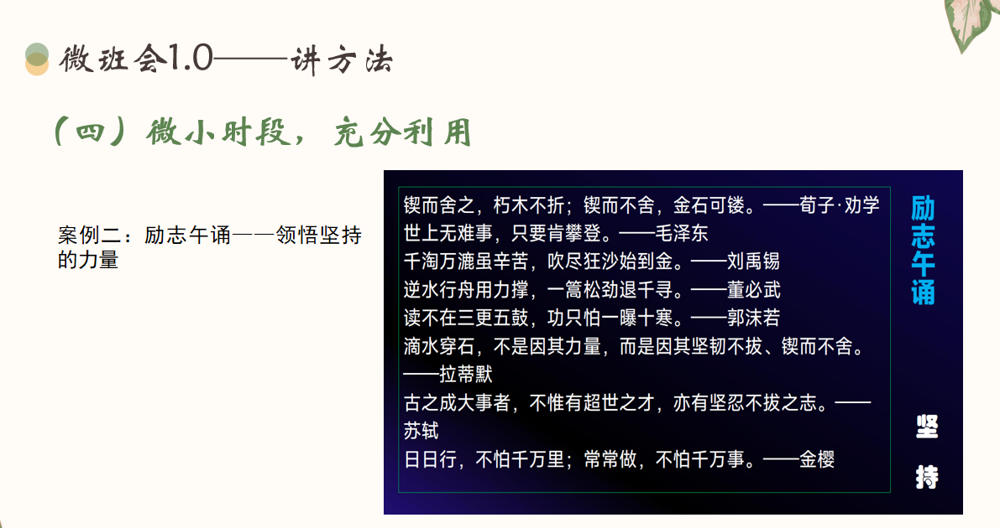 微班会1.0——讲方法
（四）微小时段，充分利用
案例二：励志午诵——领悟坚持
的力量
锲而舍之，朽木不折；锲而不舍，金石可镂。——荀子·劝学
世上无难事，只要肯攀登。——毛泽东
千淘万漉虽辛苦，吹尽狂沙始到金。——刘禹锡
逆水行舟用力撑，一篙松劲退千寻。——董必武
读不在三更五鼓，功只怕一曝十寒。——郭沫若
滴水穿石，不是因其力量，而是因其坚韧不拔、锲而不舍。
——拉蒂默
古之成大事者，不惟有超世之才，亦有坚忍不拔之志。——
苏轼
日日行，不怕千万里；常常做，不怕千万事。——金樱
励志午诵
坚持